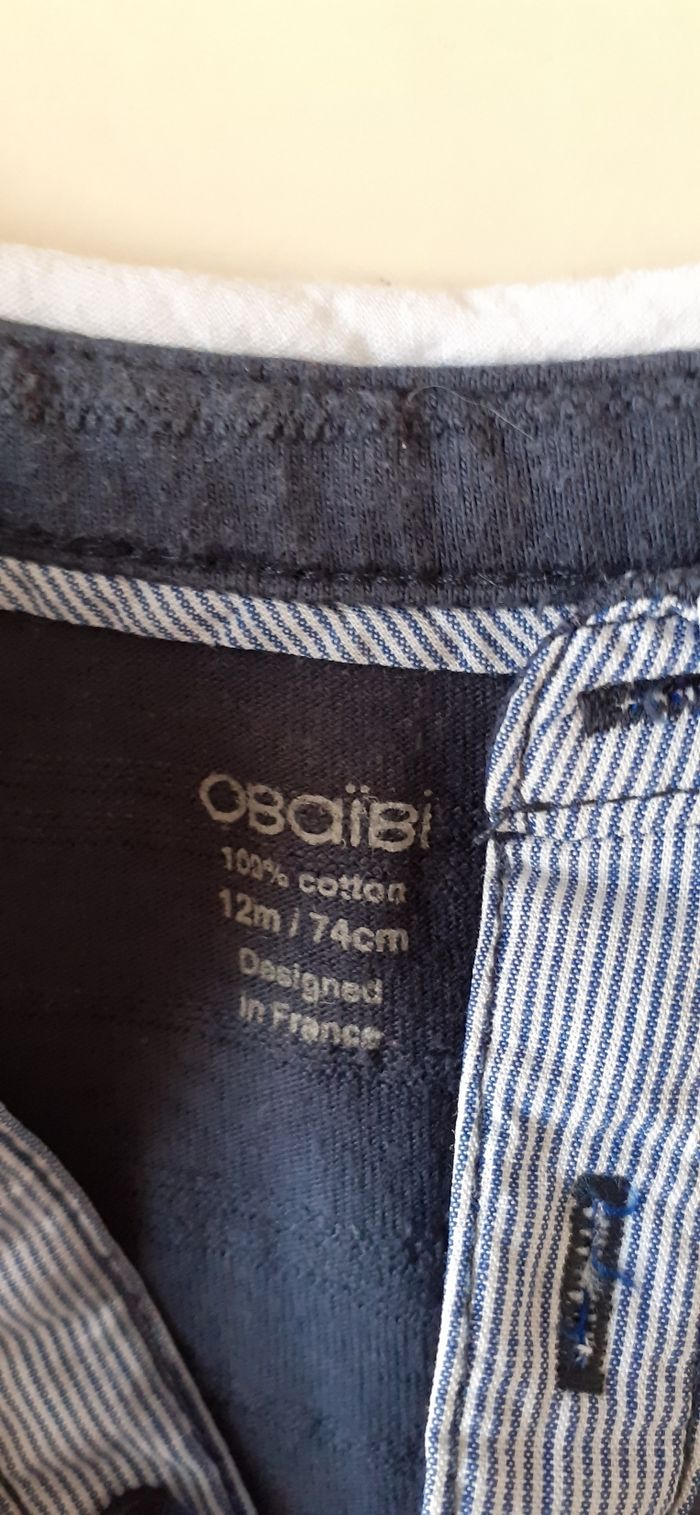 OBaïBi
100% cotton
12m / 74cm
Designed
in France